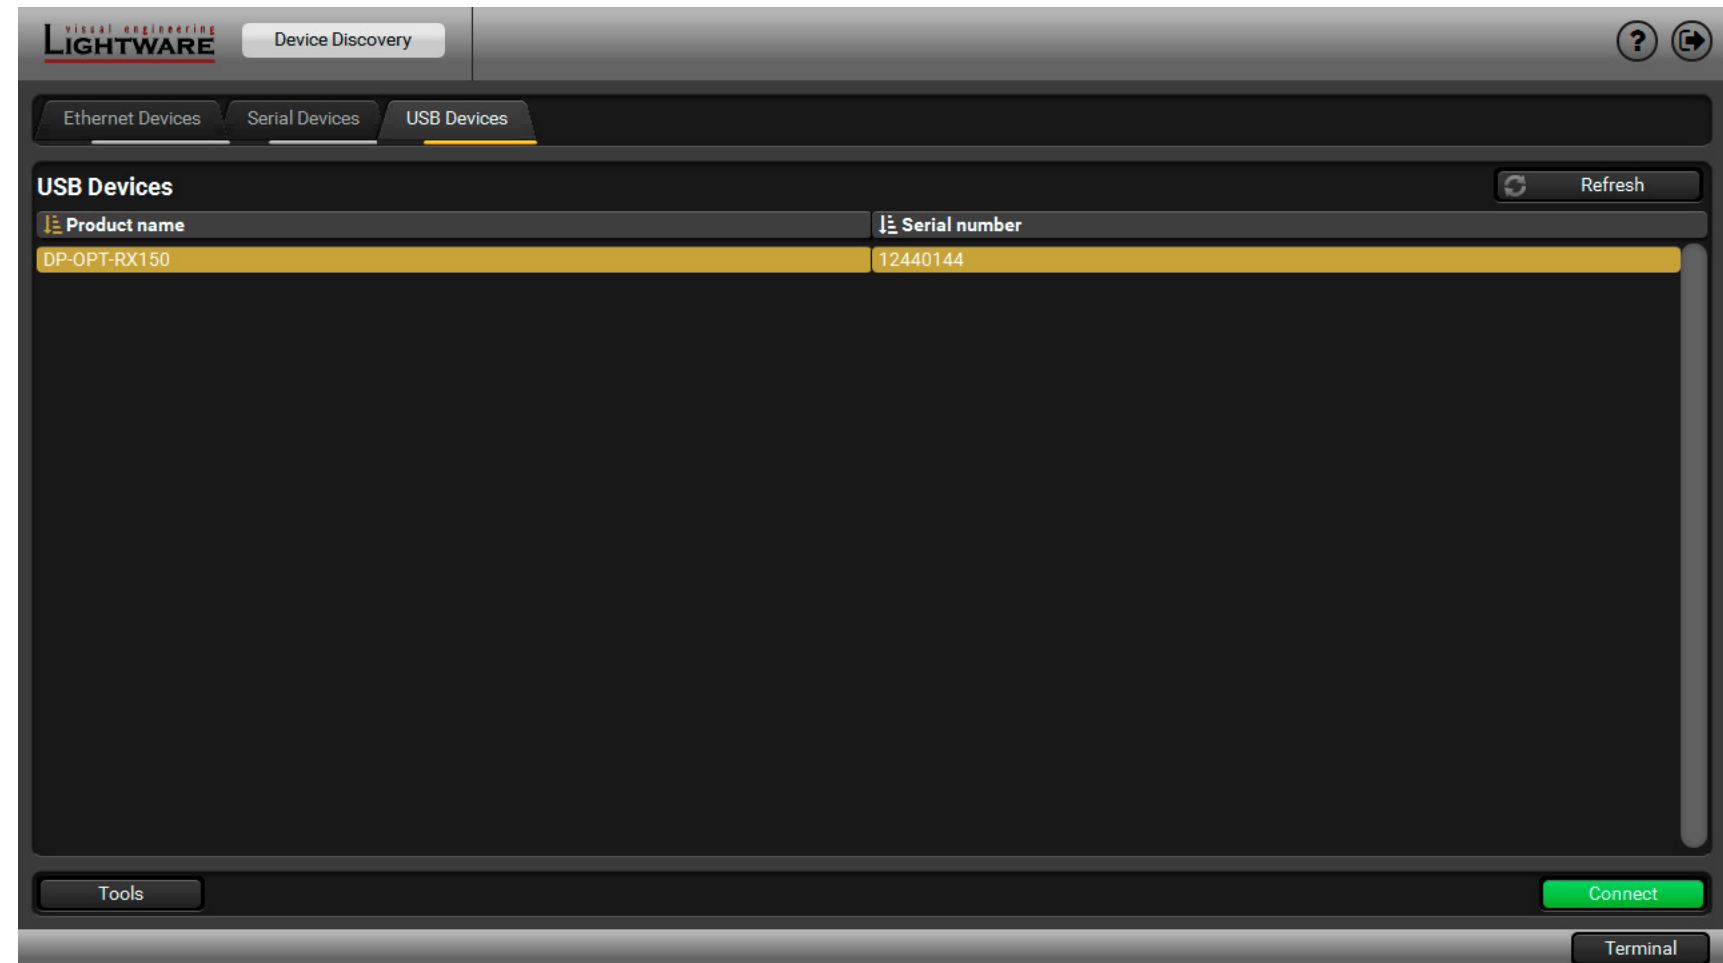 visual engineering
LIGHTWARE
Device Discovery
?
Ethernet Devices Serial Devices USB Devices
USB Devices
Refresh
Product name Serial number
DP-OPT-RX150 12440144
Tools
Connect
Terminal